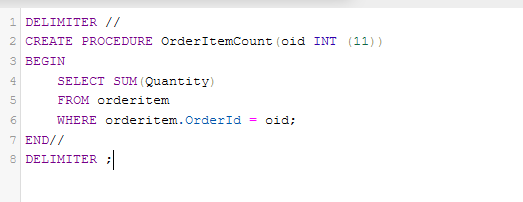 1 DELIMITER //
2 CREATE PROCEDURE OrderItemCount(oid INT (11))
3 BEGIN
4 SELECT SUM(Quantity)
5 FROM orderitem
6 WHERE orderitem.OrderId = oid;
7 END//
8 DELIMITER ;